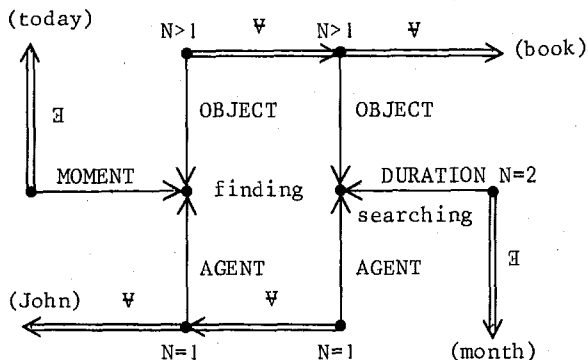 (today) N>1 ∀ N>1 ∀ (book)
∃ OBJECT OBJECT
MOMENT finding DURATION N=2
searching
AGENT AGENT ∃
(John) ∀ ∀
N=1 N=1 (month)